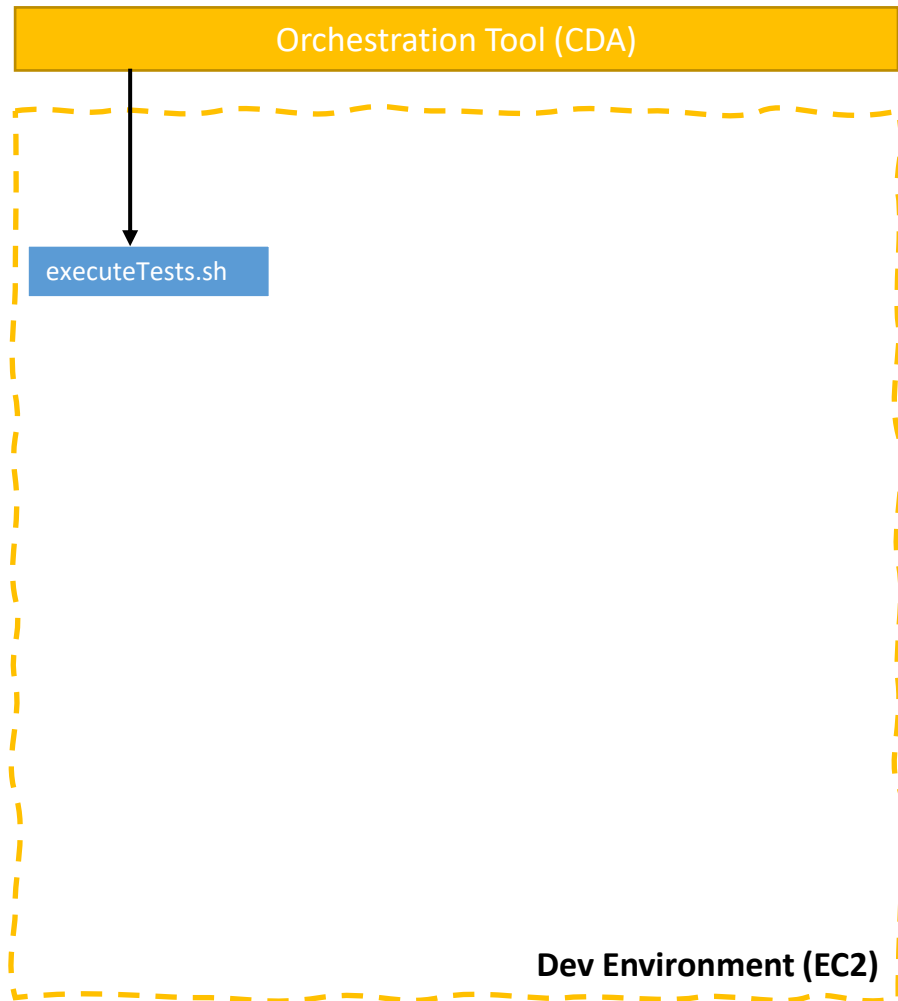 Orchestration Tool (CDA)
executeTests.sh
Dev Environment (EC2)